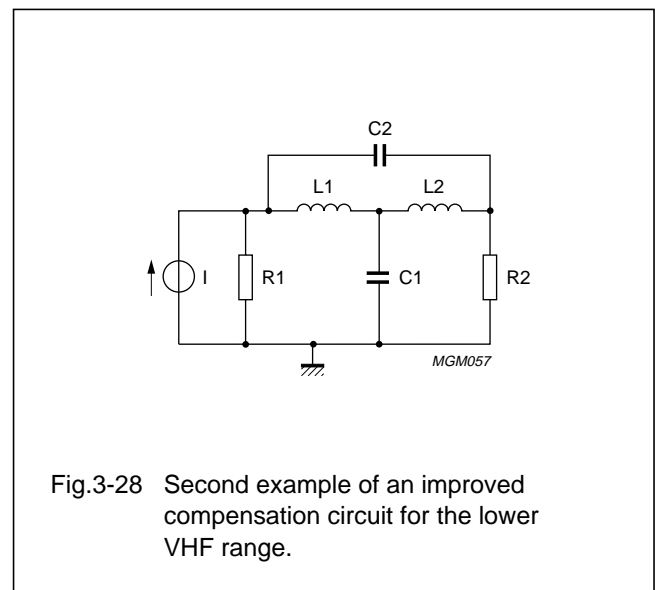 C2
L1 L2
I R1 C1 R2
MGM057
Fig.3-28 Second example of an improved
compensation circuit for the lower
VHF range.